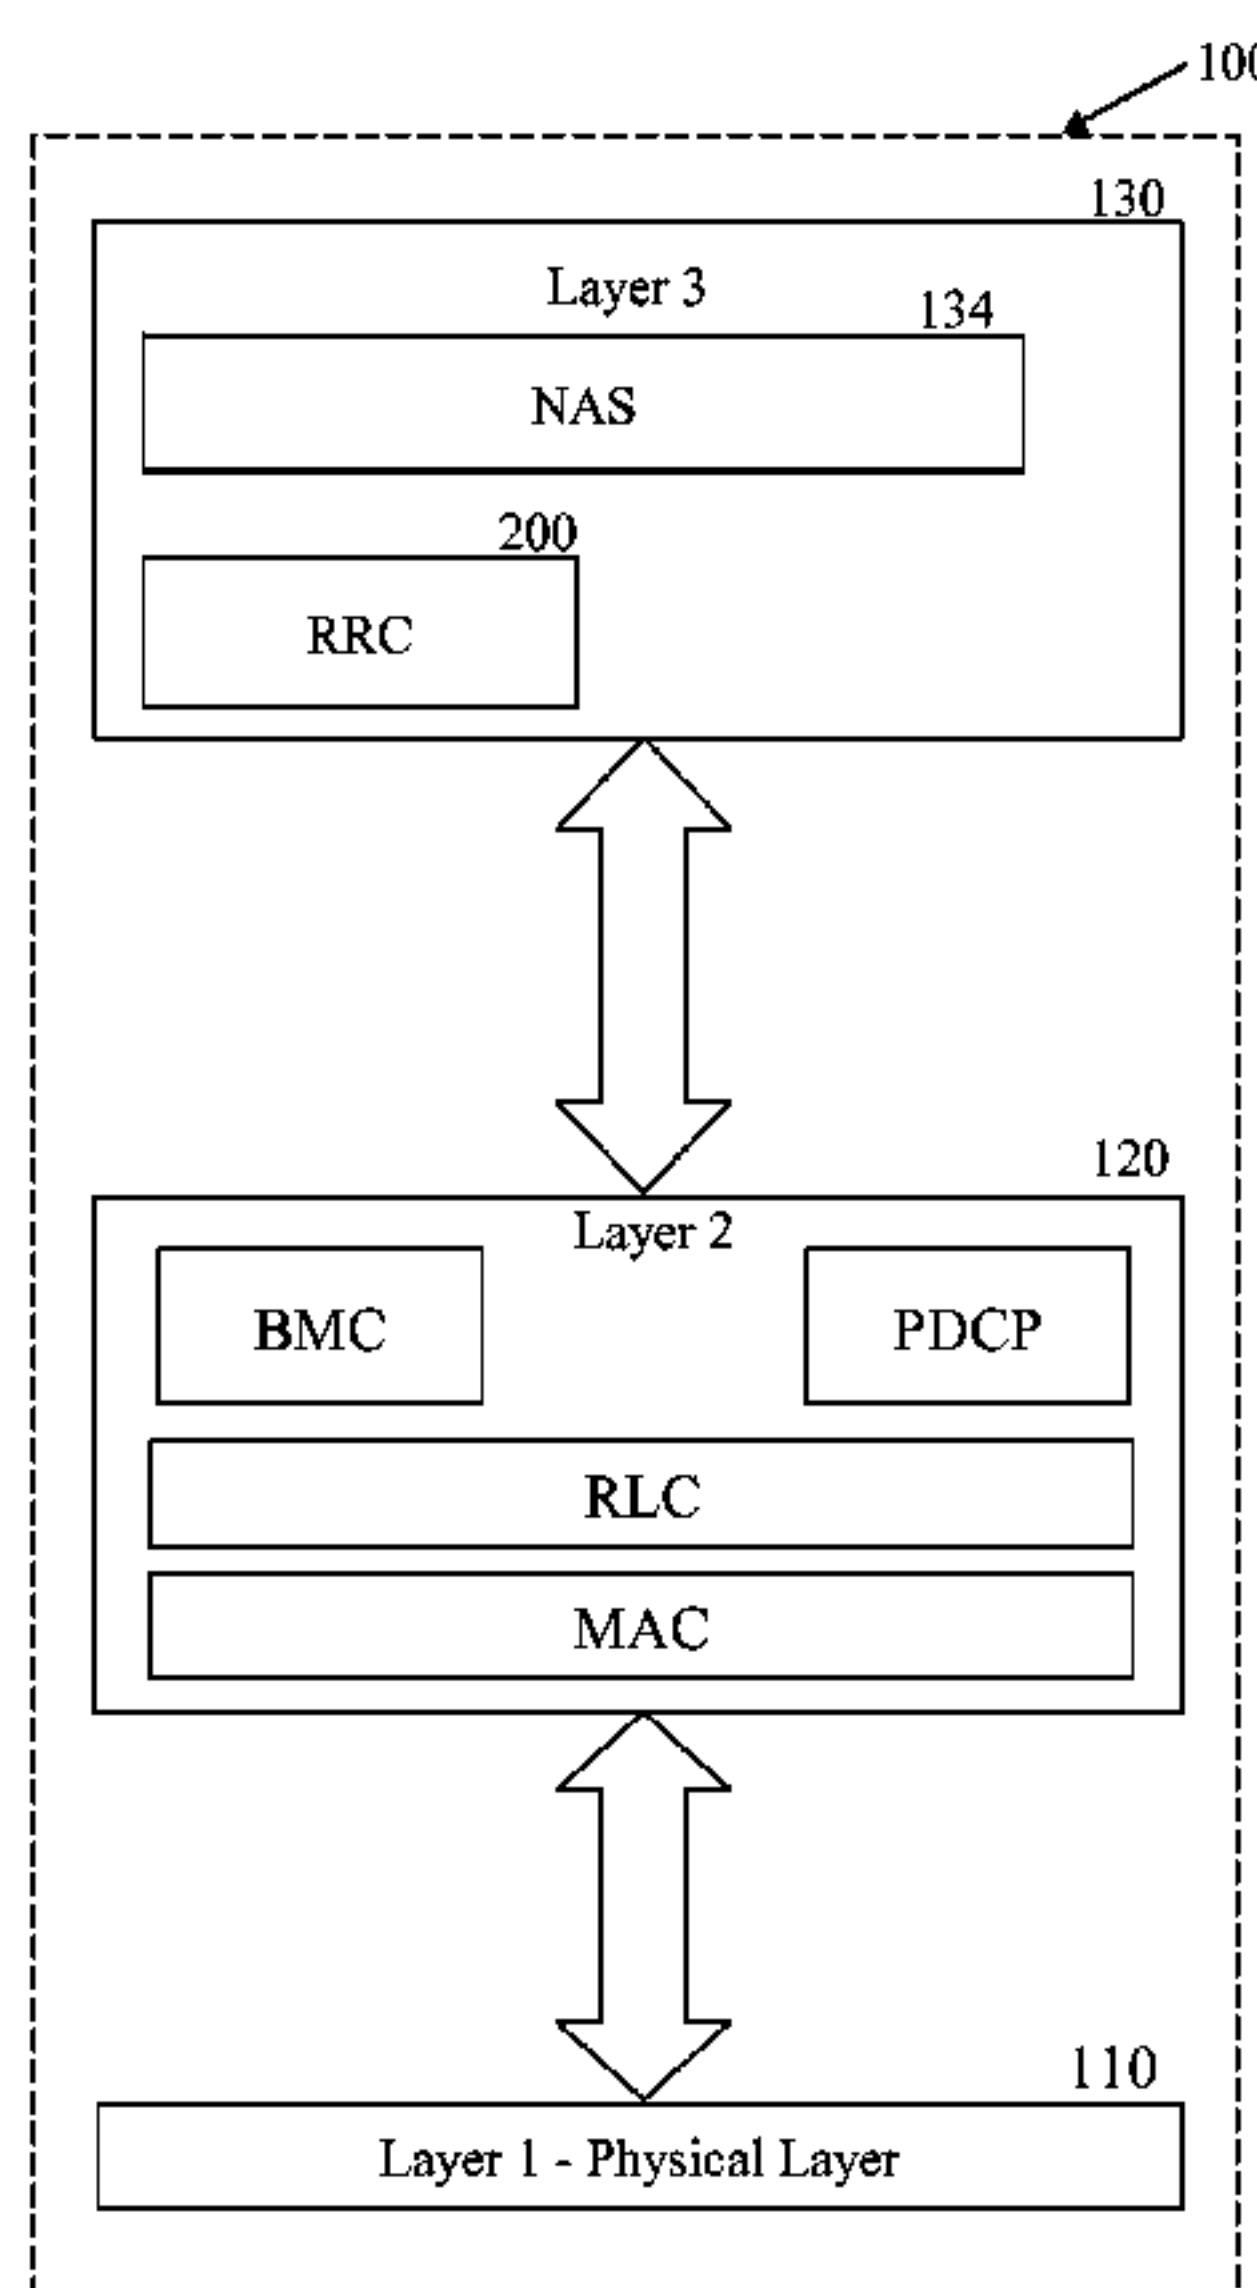 100
130
Layer 3
134
NAS
200
RRC
120
Layer 2
BMC
PDCP
RLC
MAC
110
Layer 1 - Physical Layer